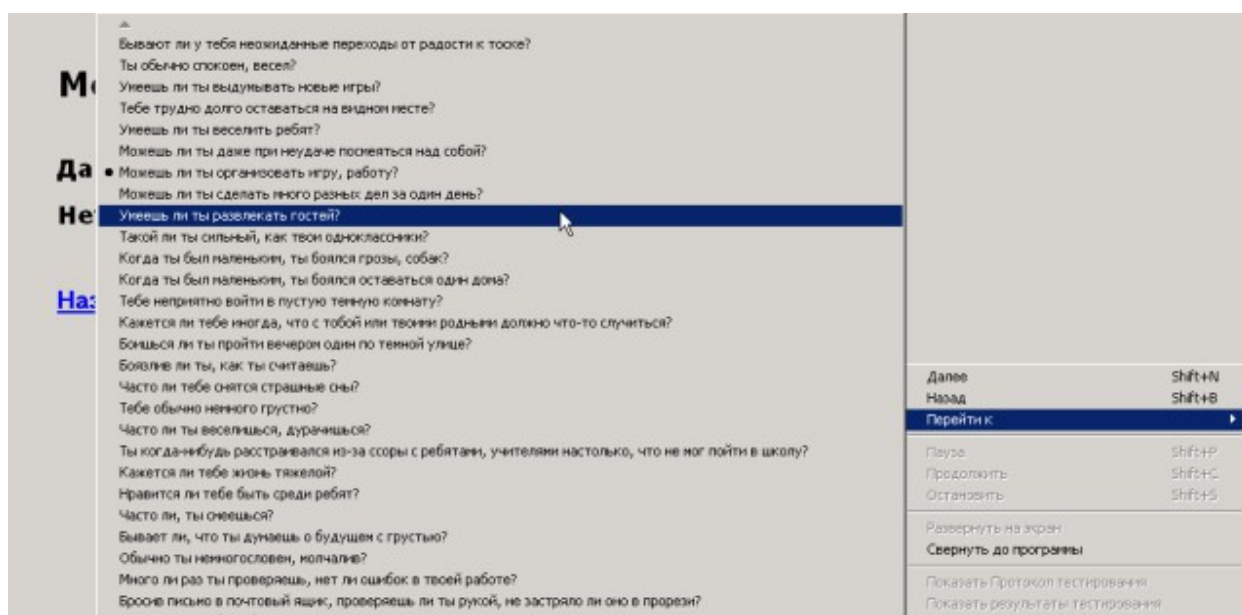 Бывают ли у тебя неожиданные переходы от радости к тоске?
Ты обычно спокоен, весел?
Умеешь ли ты выдумывать новые игры?
Тебе трудно долго оставаться на видном месте?
Умеешь ли ты веселить ребят?
Можешь ли ты даже при неудаче посмеяться над собой?
Можешь ли ты организовать игру, работу?
Можешь ли ты сделать много разных дел за один день?
Умеешь ли ты развлекать гостей?
Такой ли ты сильный, как твои одноклассники?
Когда ты был маленьким, ты боялся грозы, собак?
Когда ты был маленьким, ты боялся оставаться один дома?
Тебе неприятно войти в пустую темную комнату?
Кажется ли тебе иногда, что с тобой или твоими родными должно что-то случиться?
Боишься ли ты пройти вечером один по темной улице?
Боязлив ли ты, как ты считаешь?
Часто ли тебе снятся страшные сны?
Тебе обычно немного грустно?
Часто ли ты веселишься, дурачишься?
Ты когда-нибудь расстраивался из-за ссоры с ребятами, учителями настолько, что не мог пойти в школу?
Кажется ли тебе жизнь тяжелой?
Нравится ли тебе быть среди ребят?
Часто ли, ты смеешься?
Бывает ли, что ты думаешь о будущем с грустью?
Обычно ты немногословен, молчалив?
Много ли раз ты проверяешь, нет ли ошибок в твоей работе?
Бросив письмо в почтовый ящик, проверяешь ли ты рукой, не застряло ли оно в прорези?
Да
Не
Наз
Далее Shift+N
Назад Shift+B
Перейти к
Пауза Shift+P
Продолжить Shift+C
Остановить Shift+S
Развернуть на экран
Свернуть до программы
Показать Протокол тестирования
Показать результаты тестирования